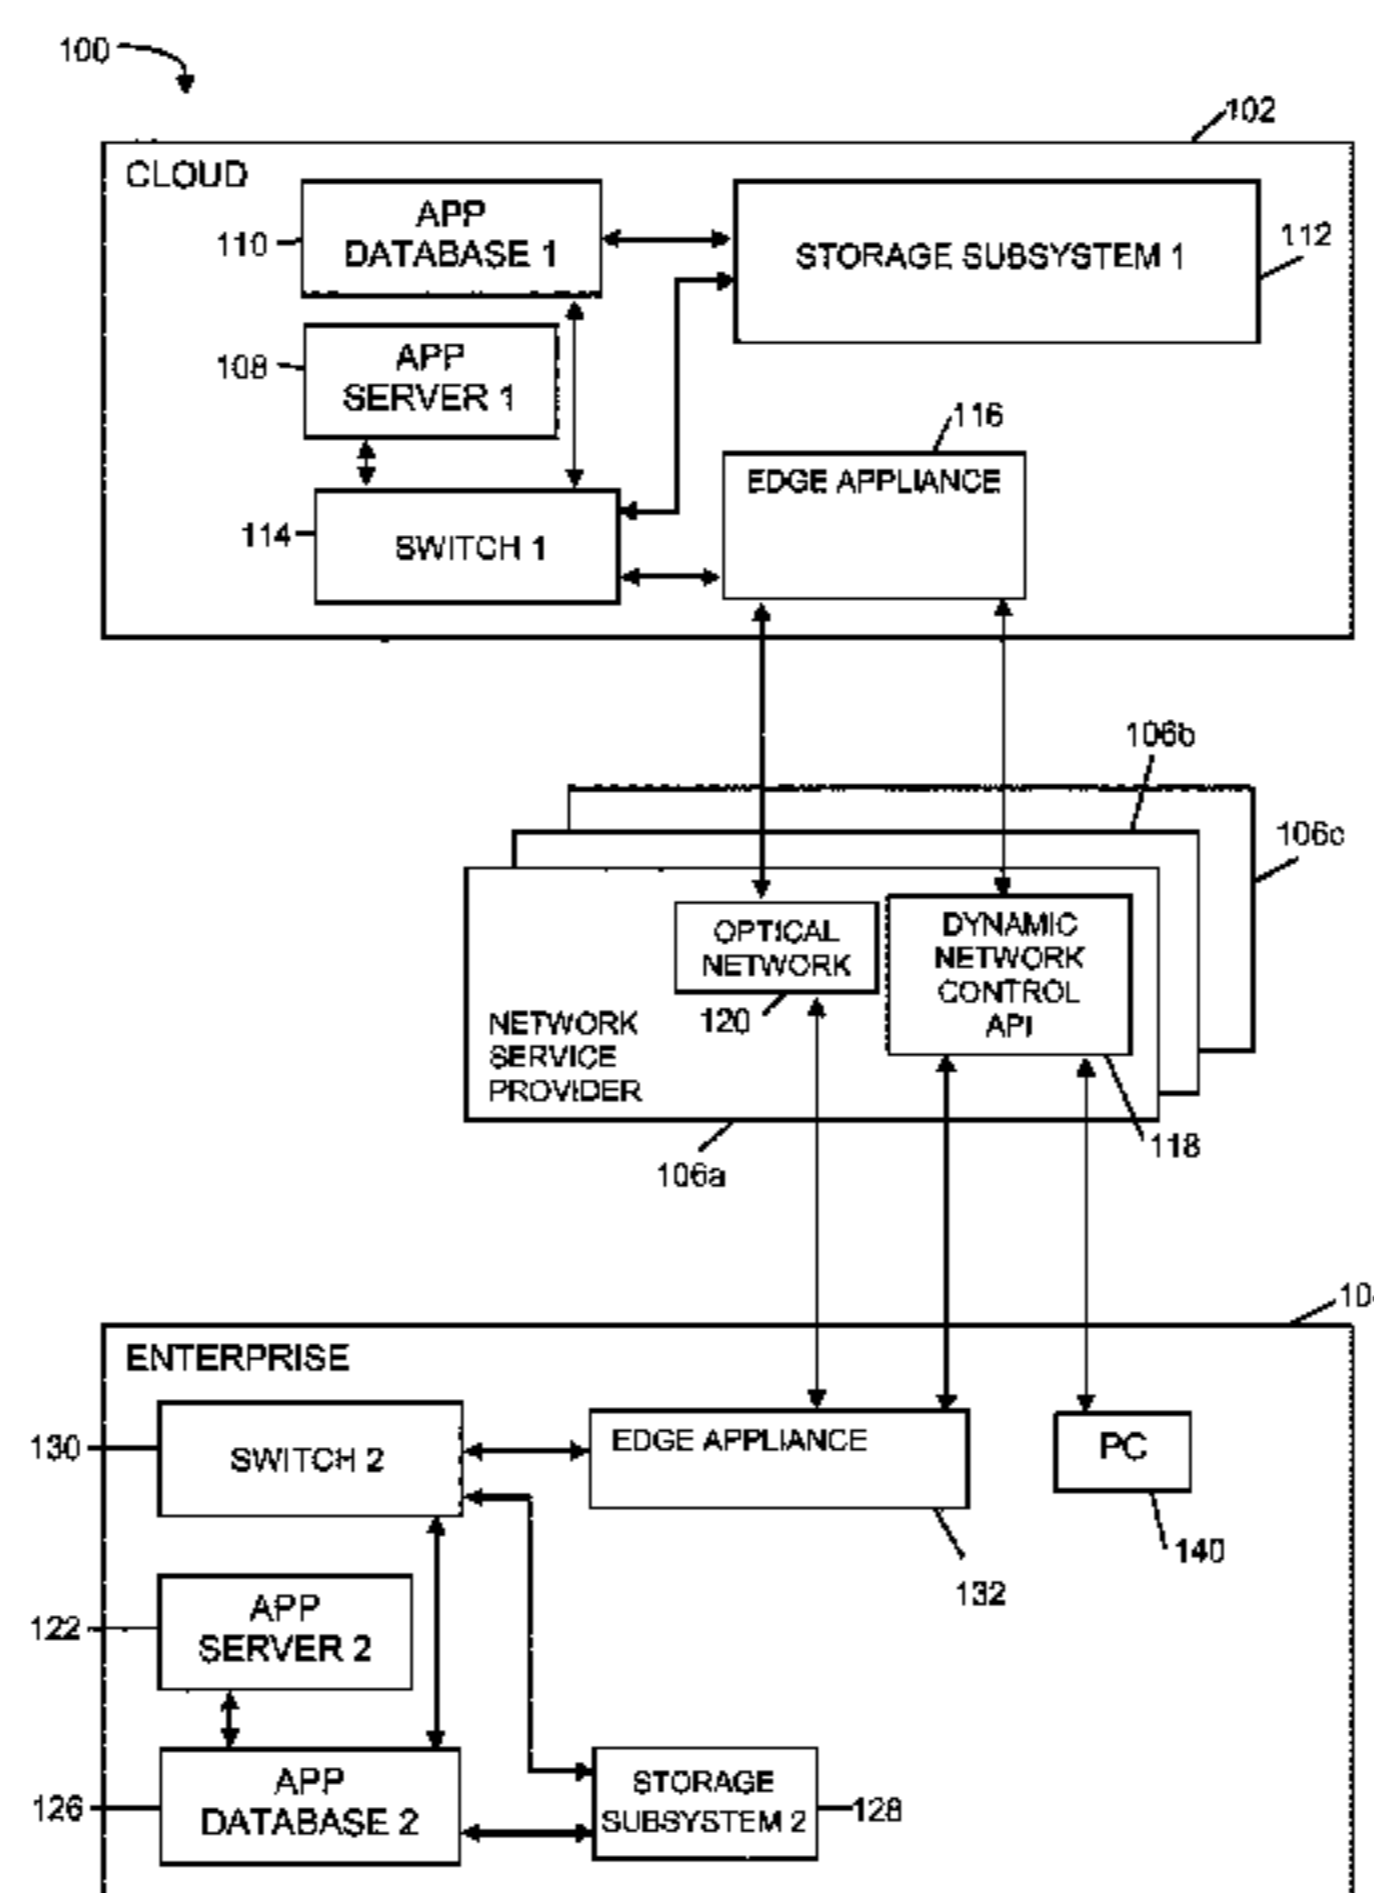 100
102
CLOUD
APP
DATABASE 1
110
STORAGE SUBSYSTEM 1
112
APP
SERVER 1
108
116
EDGE APPLIANCE
114
SWITCH 1
106b
106c
OPTICAL
NETWORK
120
DYNAMIC
NETWORK
CONTROL
API
NETWORK
SERVICE
PROVIDER
118
106a
ENTERPRISE
130
SWITCH 2
EDGE APPLIANCE
PC
140
132
122
APP
SERVER 2
126
APP
DATABASE 2
STORAGE
SUBSYSTEM 2
128